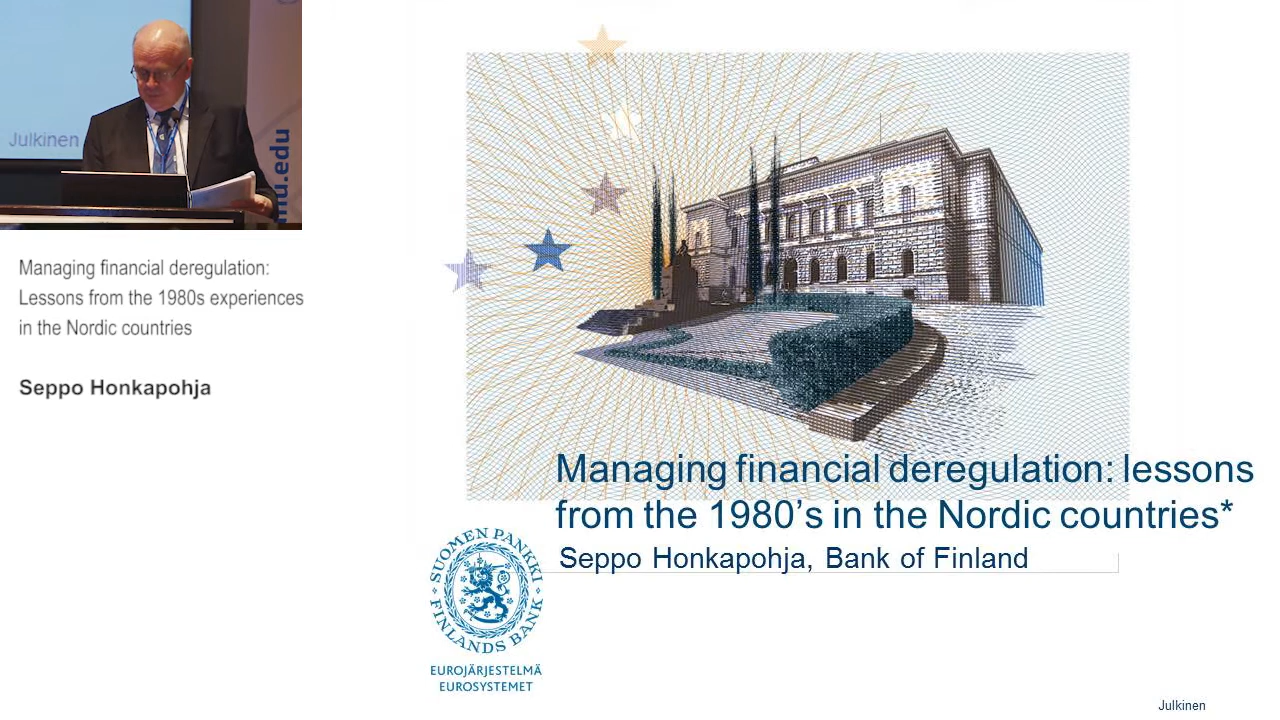 Julkinen
mu.edu
Managing financial deregulation:
Lessons from the 1980s experiences
in the Nordic countries
Seppo Honkapohja
Managing financial deregulation: lessons
from the 1980’s in the Nordic countries*
Seppo Honkapohja, Bank of Finland
SUOMEN PANKKI
FINLANDS BANK
EUROJÄRJESTELMÄ
EUROSYSTEMET
Julkinen